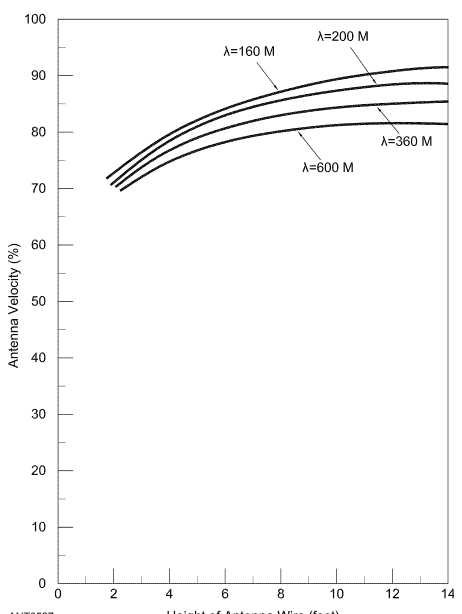 100
λ=200 M
λ=160 M
90
80
λ=360 M
λ=600 M
70
60
Antenna Velocity (%)
50
40
30
20
10
0
0 2 4 6 8 10 12 14
Height of Antenna Wire (feet)